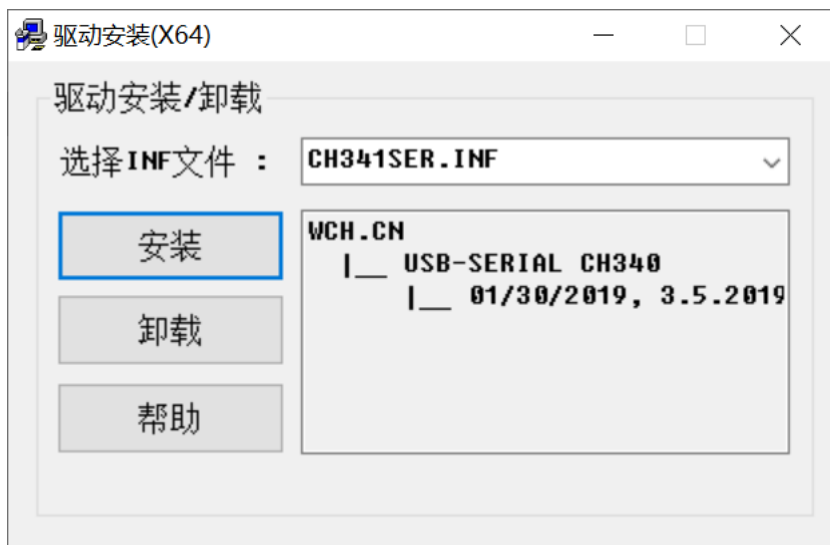 驱动安装(X64)
驱动安装/卸载
选择INF文件 :
CH341SER.INF
安装
卸载
帮助
WCH.CN
|__ USB-SERIAL CH340
|__ 01/30/2019, 3.5.2019